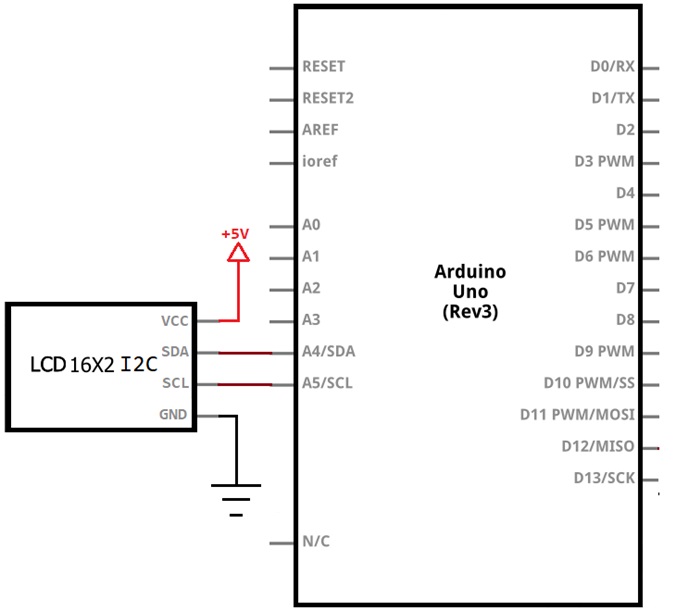 RESET
RESET2
AREF
ioref
A0
A1
A2
A3
A4/SDA
A5/SCL
N/C
D0/RX
D1/TX
D2
D3 PWM
D4
D5 PWM
D6 PWM
D7
D8
D9 PWM
D10 PWM/SS
D11 PWM/MOSI
D12/MISO
D13/SCK
Arduino
Uno
(Rev3)
+5V
VCC
SDA
SCL
GND
LCD 16X2 I2C